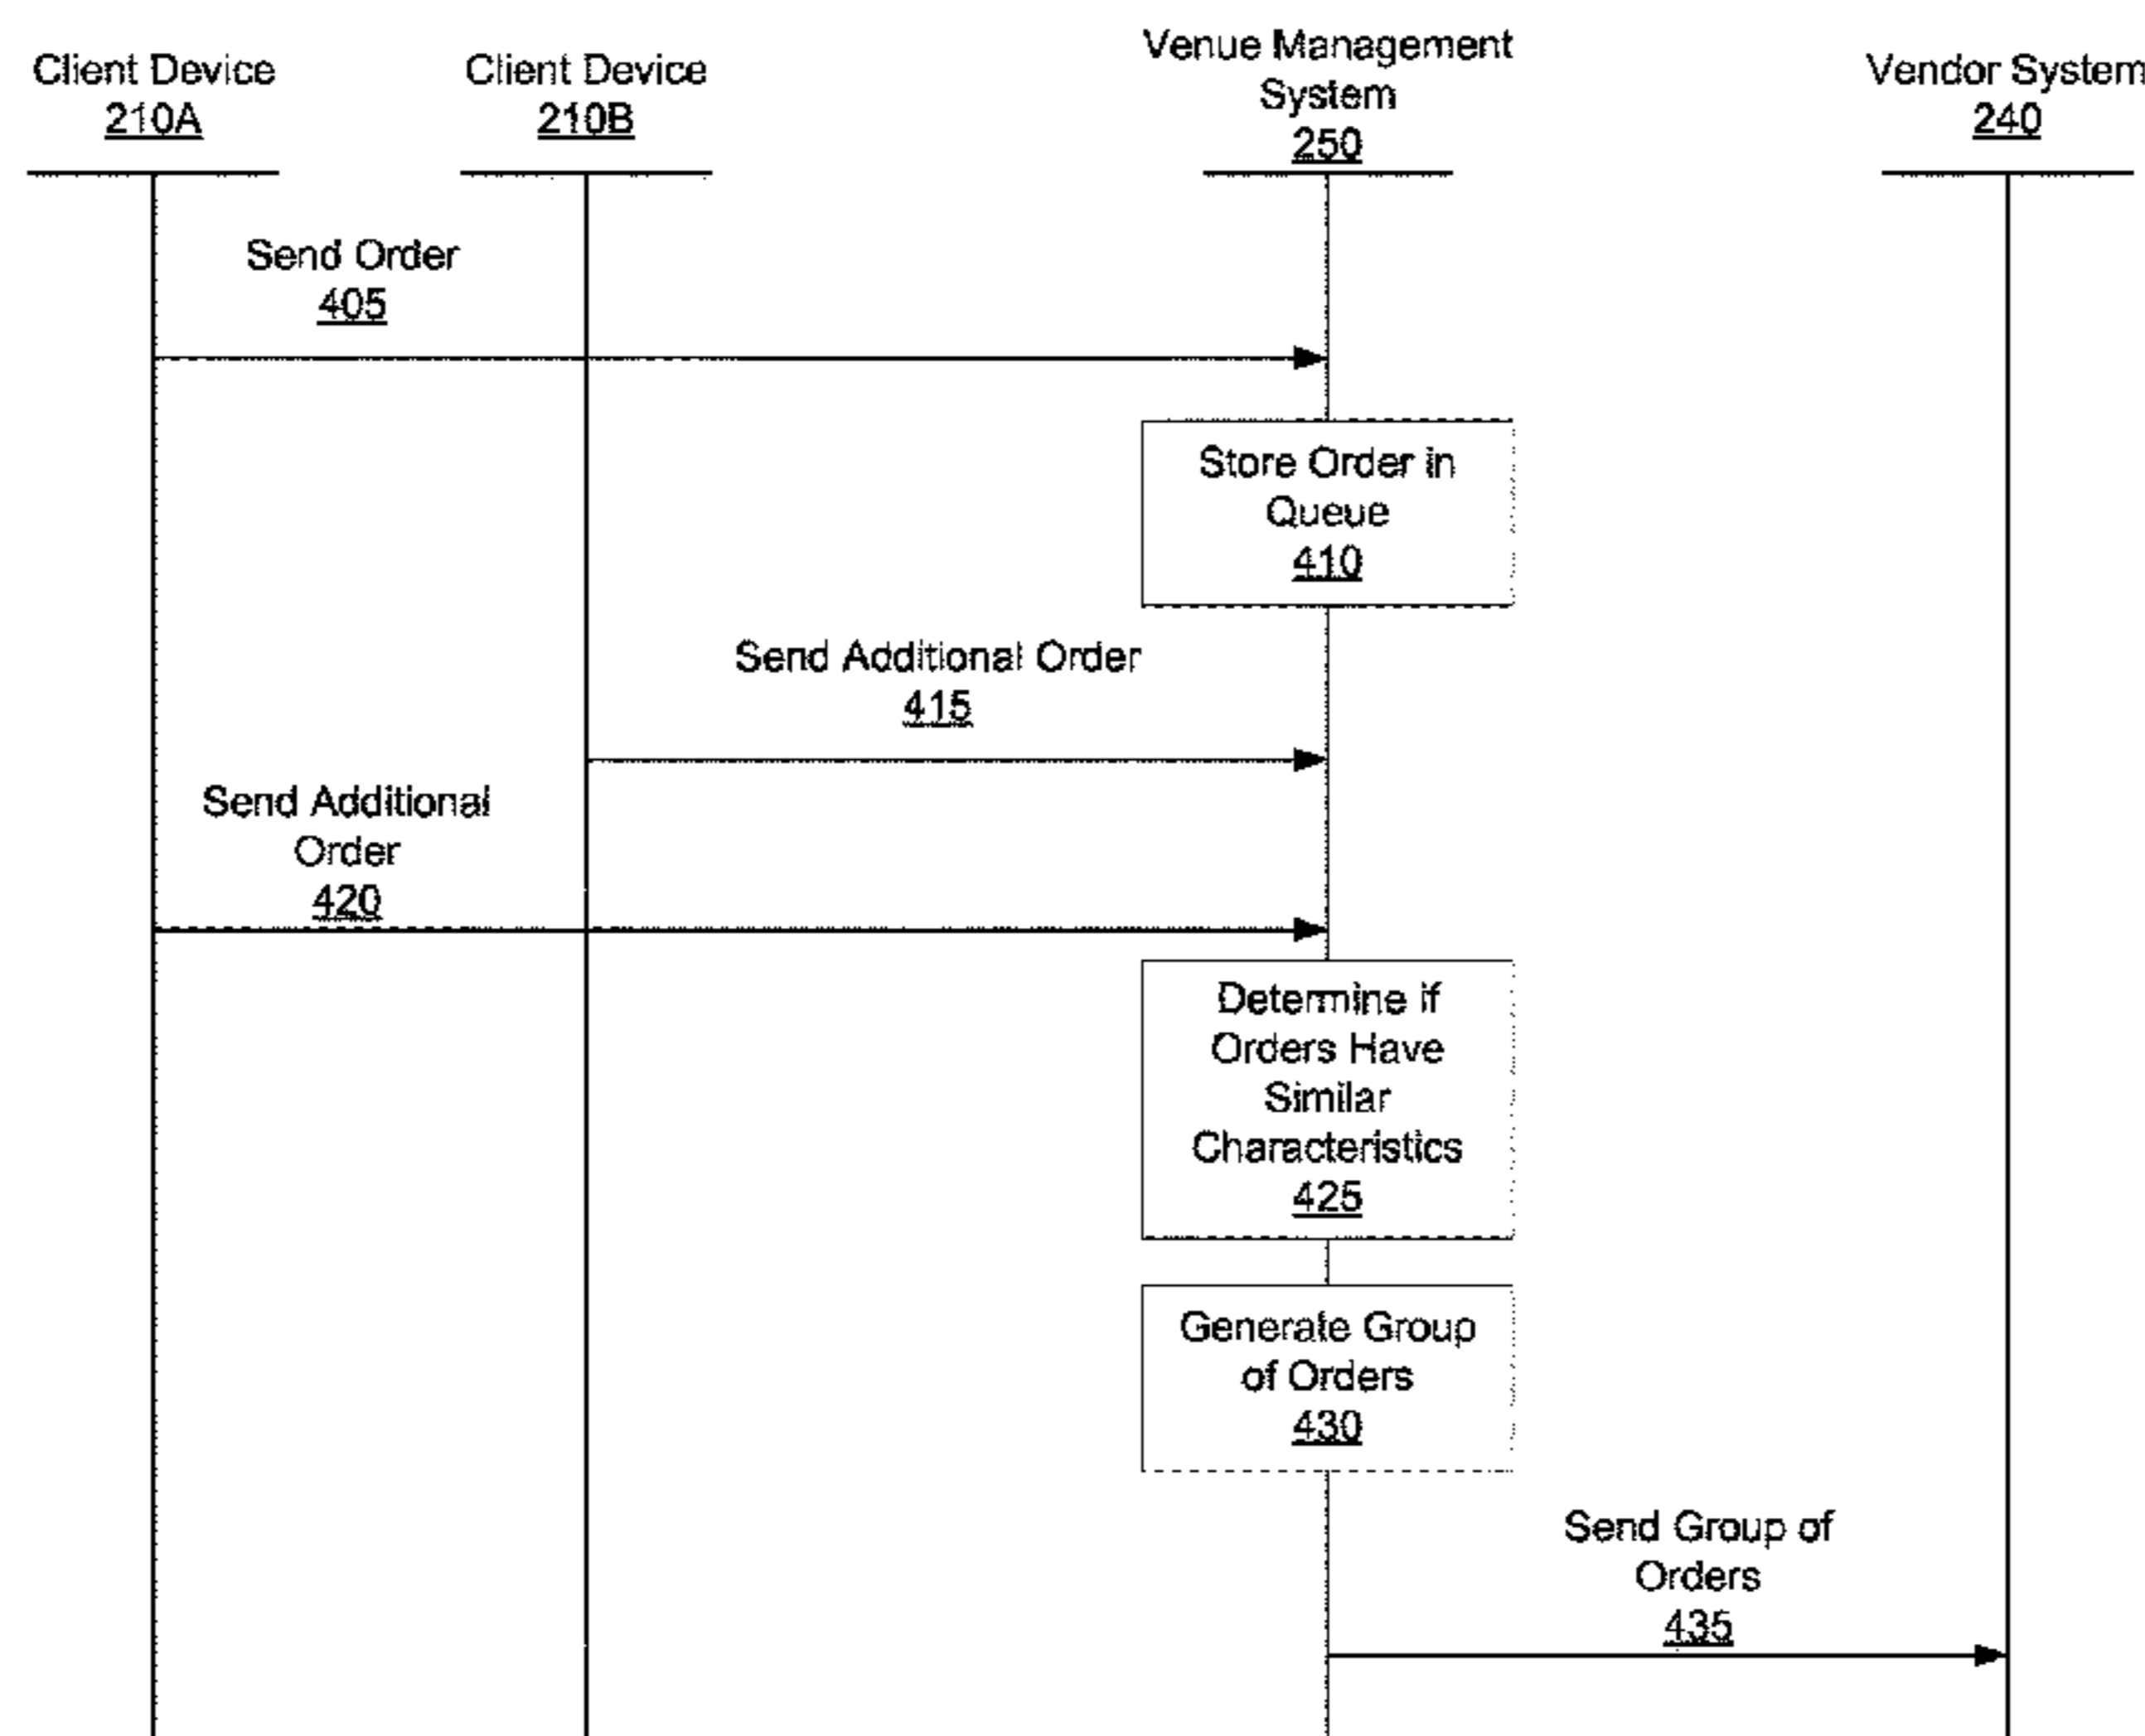 Client Device
210A
Client Device
210B
Venue Management
System
250
Vendor System
240
Send Order
405
Store Order in
Queue
410
Send Additional Order
415
Send Additional
Order
420
Determine if
Orders Have
Similar
Characteristics
425
Generate Group
of Orders
430
Send Group of
Orders
435